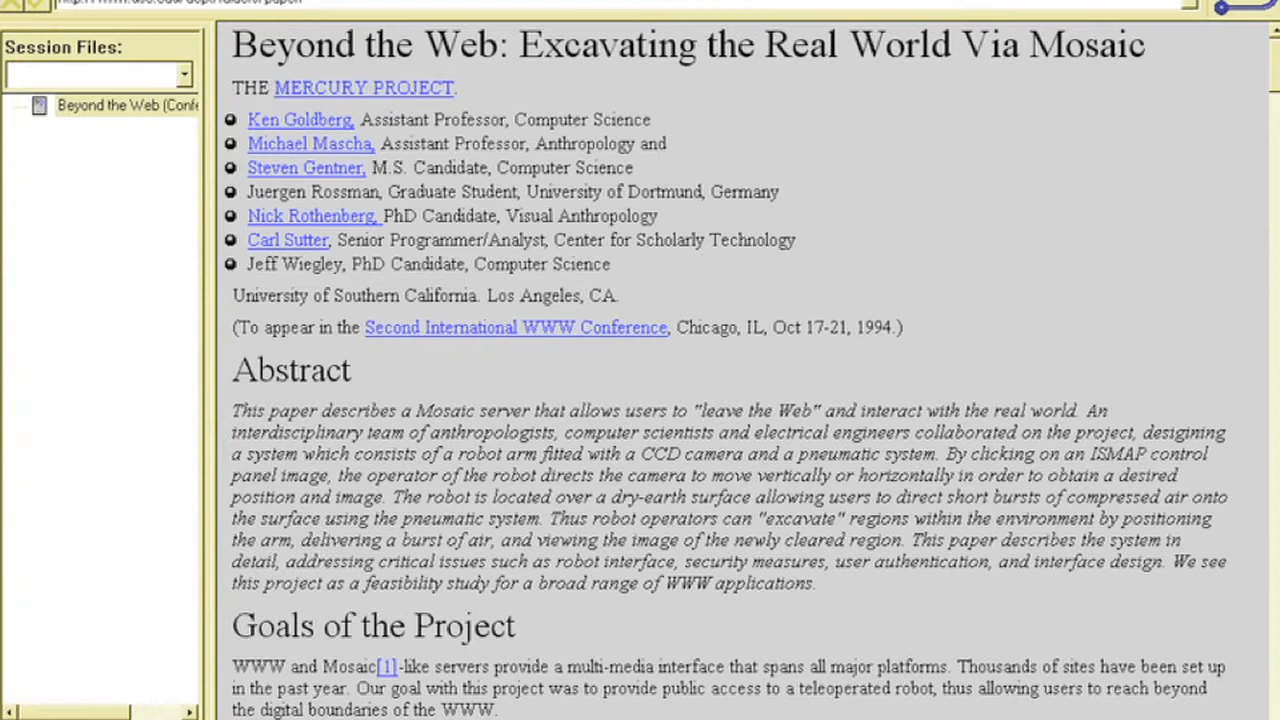 Session Files:
Beyond the Web (Confe
Beyond the Web: Excavating the Real World Via Mosaic
THE MERCURY PROJECT.
Ken Goldberg, Assistant Professor, Computer Science
Michael Mascha, Assistant Professor, Anthropology and
Steven Gentner, M.S. Candidate, Computer Science
Juergen Rossman, Graduate Student, University of Dortmund, Germany
Nick Rothenberg, PhD Candidate, Visual Anthropology
Carl Sutter, Senior Programmer/Analyst, Center for Scholarly Technology
Jeff Wiegley, PhD Candidate, Computer Science
University of Southern California. Los Angeles, CA.
(To appear in the Second International WWW Conference, Chicago, IL, Oct 17-21, 1994.)
Abstract
This paper describes a Mosaic server that allows users to "leave the Web" and interact with the real world. An
interdisciplinary team of anthropologists, computer scientists and electrical engineers collaborated on the project, desigining
a system which consists of a robot arm fitted with a CCD camera and a pneumatic system. By clicking on an ISMAP control
panel image, the operator of the robot directs the camera to move vertically or horizontally in order to obtain a desired
position and image. The robot is located over a dry-earth surface allowing users to direct short bursts of compressed air onto
the surface using the pneumatic system. Thus robot operators can "excavate" regions within the environment by positioning
the arm, delivering a burst of air, and viewing the image of the newly cleared region. This paper describes the system in
detail, addressing critical issues such as robot interface, security measures, user authentication, and interface design. We see
this project as a feasibility study for a broad range of WWW applications.
Goals of the Project
WWW and Mosaic[1]-like servers provide a multi-media interface that spans all major platforms. Thousands of sites have been set up
in the past year. Our goal with this project was to provide public access to a teleoperated robot, thus allowing users to reach beyond
the digital boundaries of the WWW.